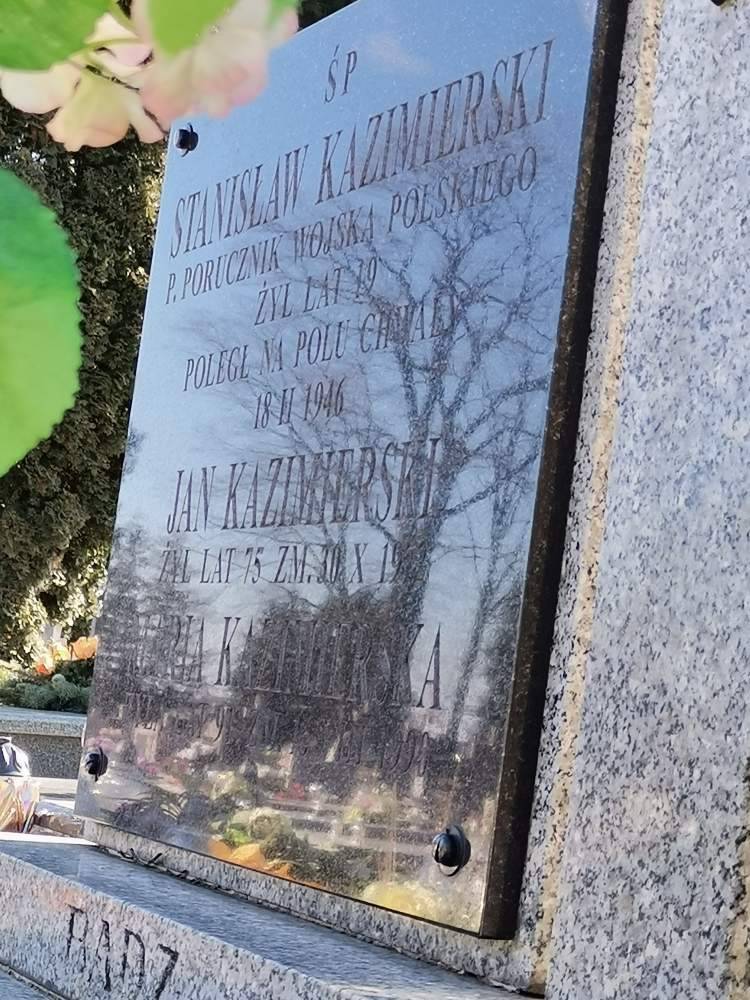 ŚP
STANISŁAW KAZIMIERSKI
P. PORUCZNIK WOJSKA POLSKIEGO
ŻYŁ LAT 19
POLEGŁ NA POLU CHWAŁY
18 II 1946
JAN KAZIMIERSKI
ŻYŁ LAT 75 ZM. 30 X
KAZIMIERSKA